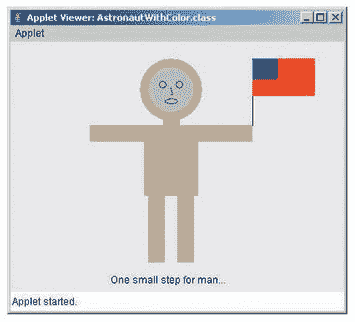 Applet Viewer: AstronautWithColor.class
Applet
One small step for man...
Applet started.